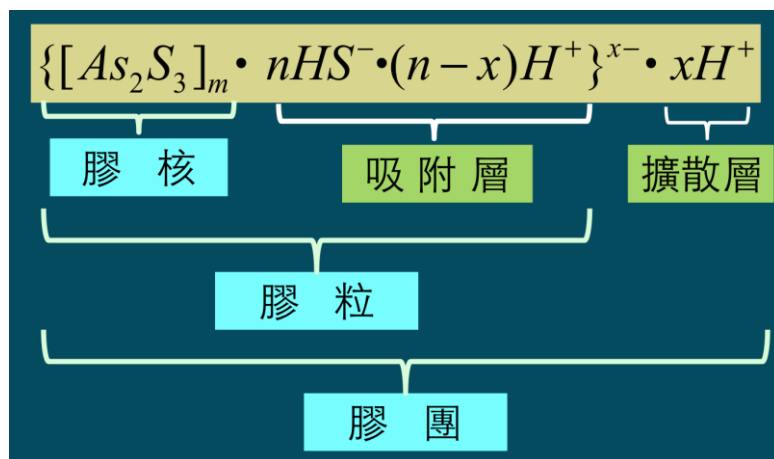 {[As₂S₃]ₘ• nHS⁻•(n−x)H⁺}ˣ⁻• xH⁺
膠 核 吸附層 擴散層
膠 粒
膠 團